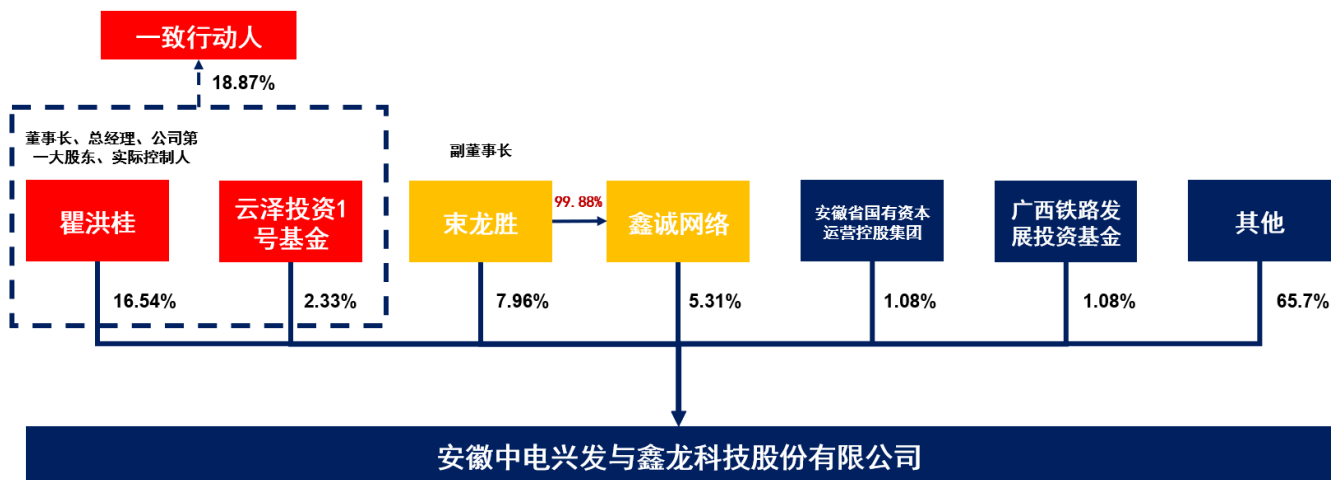 一致行动人
18.87%
董事长、总经理、公司第
一大股东、实际控制人
副董事长
瞿洪桂
云泽投资1
号基金
束龙胜
99.88%
鑫诚网络
安徽省国有资本
运营控股集团
广西铁路发
展投资基金
其他
16.54%
2.33%
7.96%
5.31%
1.08%
1.08%
65.7%
安徽中电兴发与鑫龙科技股份有限公司